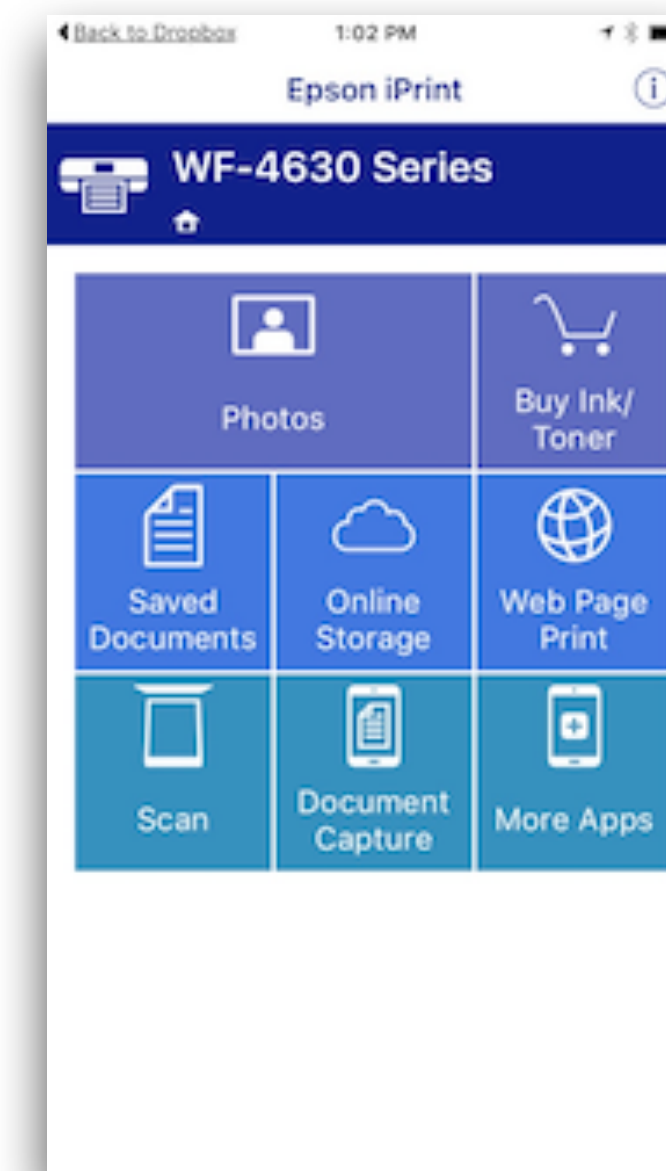 Back to Dropbox 1:02 PM
Epson iPrint
WF-4630 Series
Photos
Buy Ink/
Toner
Saved
Documents
Online
Storage
Web Page
Print
Scan
Document
Capture
More Apps